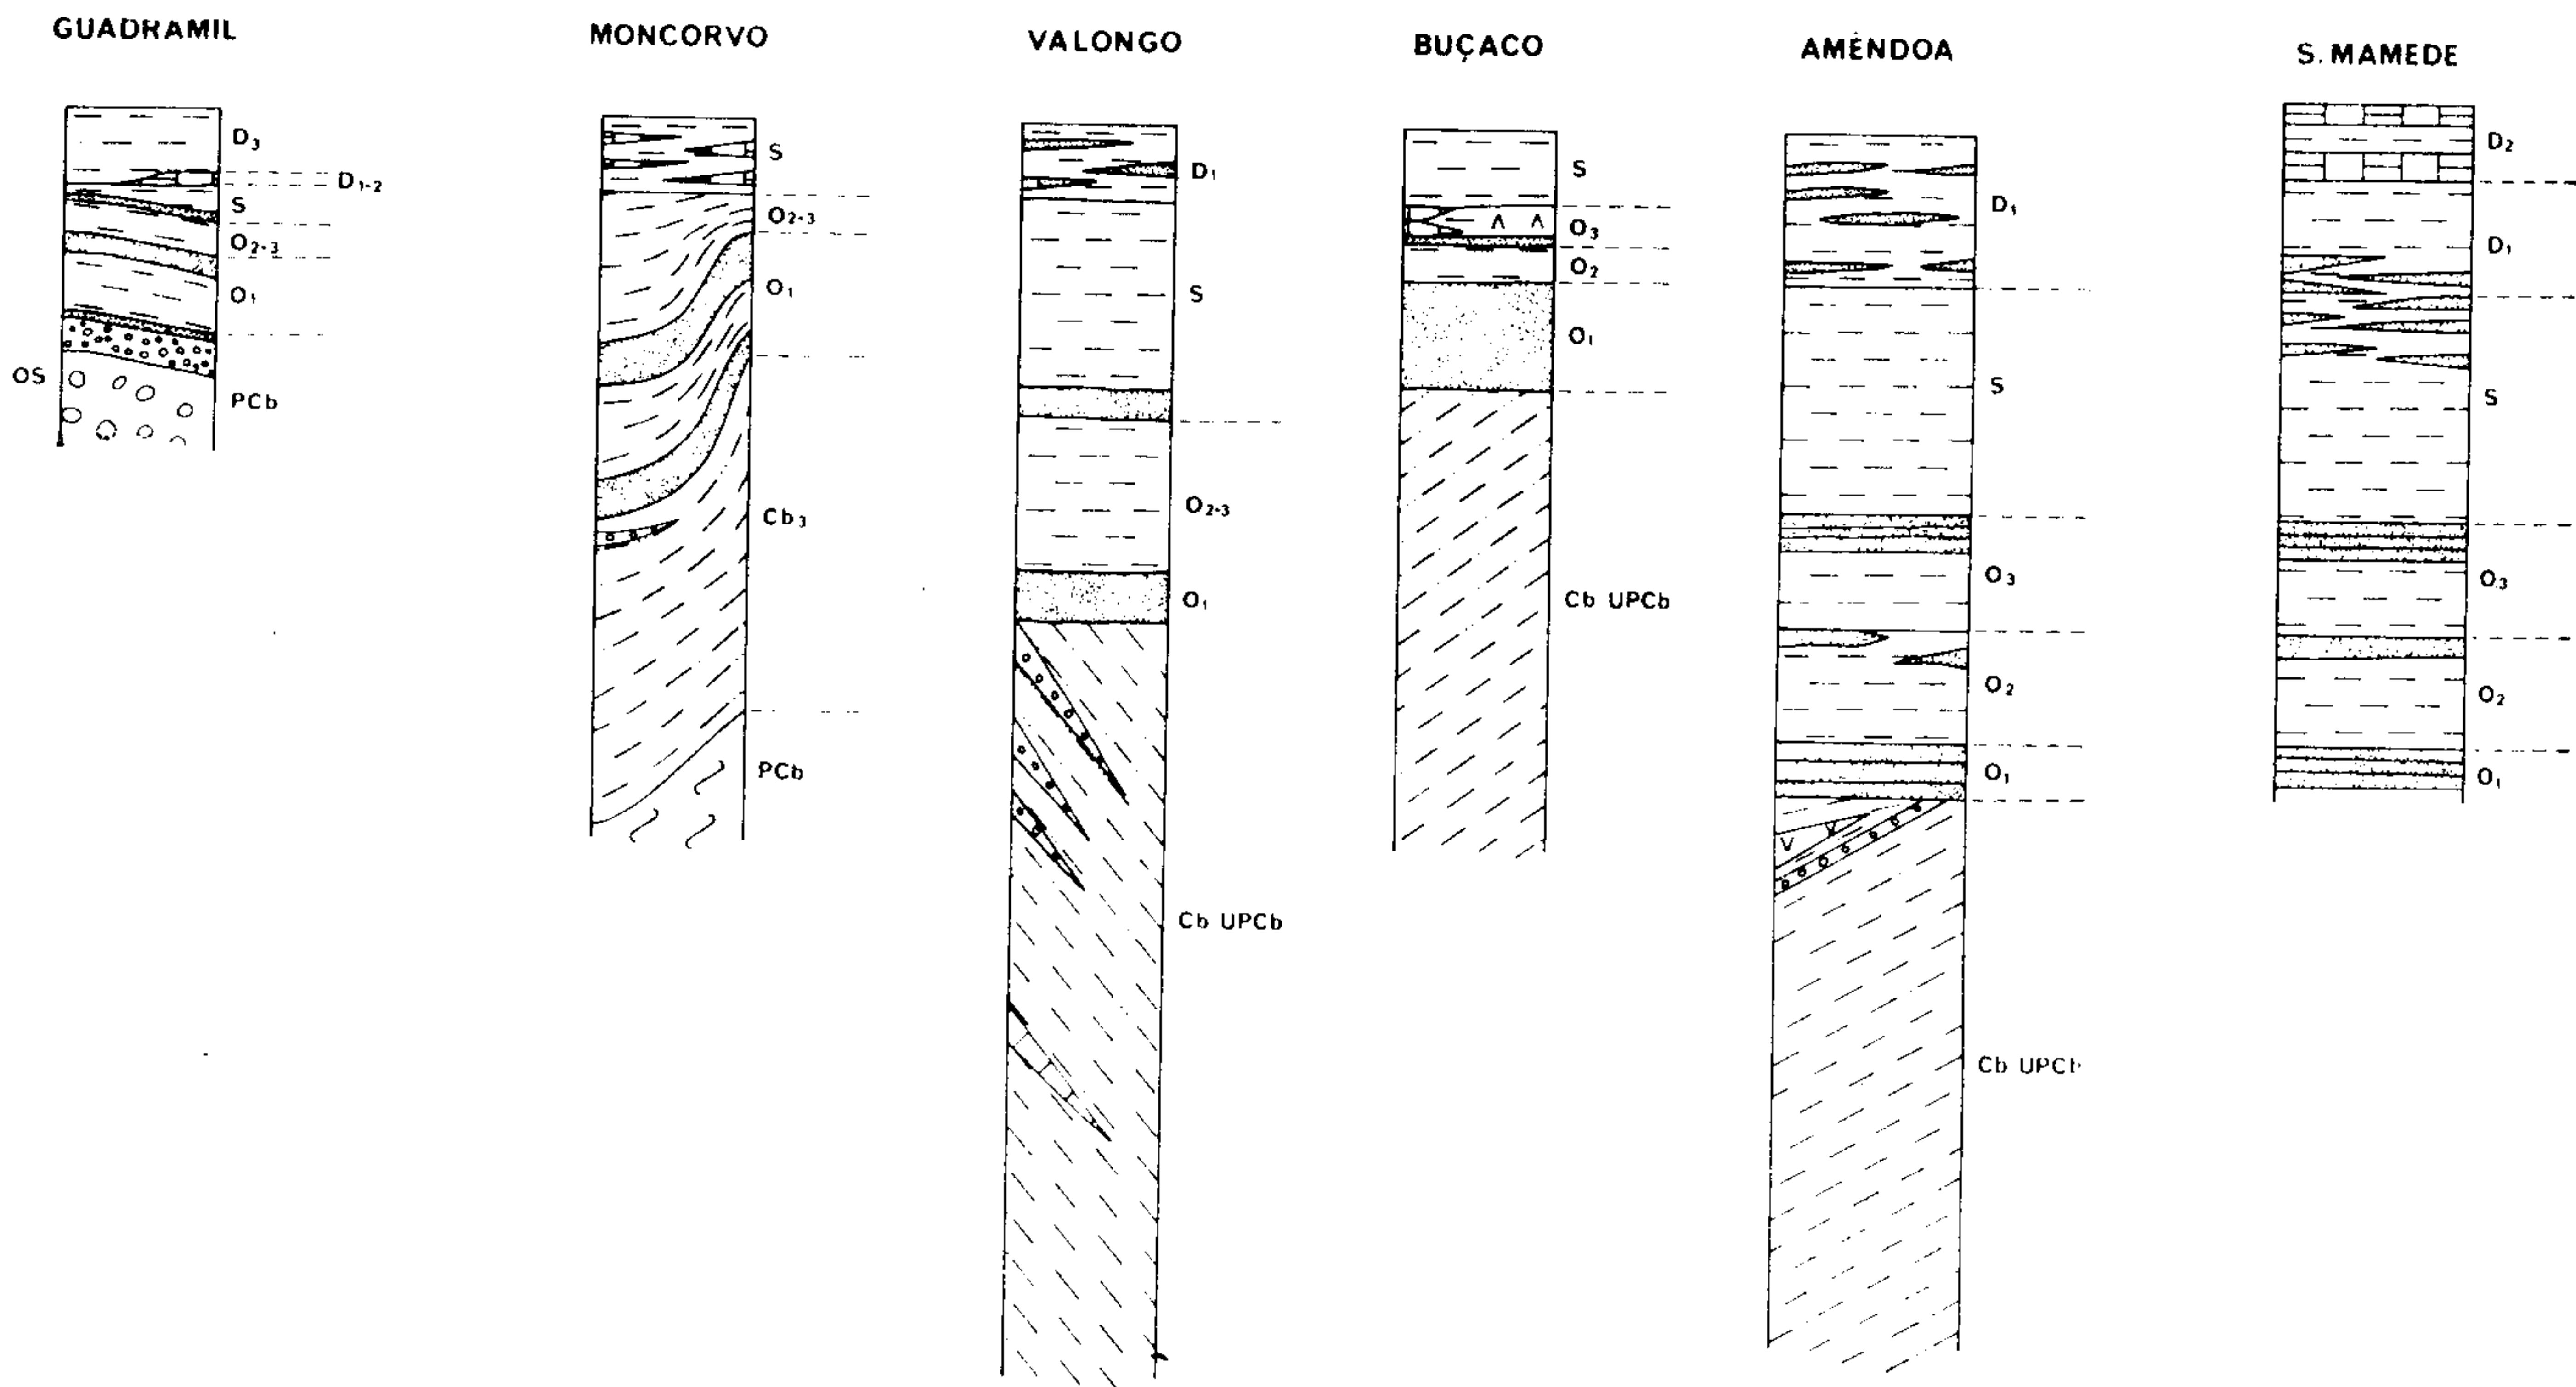 GUADRAMIL
D₃
D₁₋₂
S
O₂₋₃
O₁
OS
PCb
MONCORVO
S
O₂₋₃
O₁
Cb₃
PCb
VALONGO
D₁
S
O₂₋₃
O₁
Cb UPCb
BUÇACO
S
O₃
O₂
O₁
Cb UPCb
AMÊNDOA
D₁
S
O₃
O₂
O₁
Cb UPCb
S. MAMEDE
D₂
D₁
S
O₃
O₂
O₁